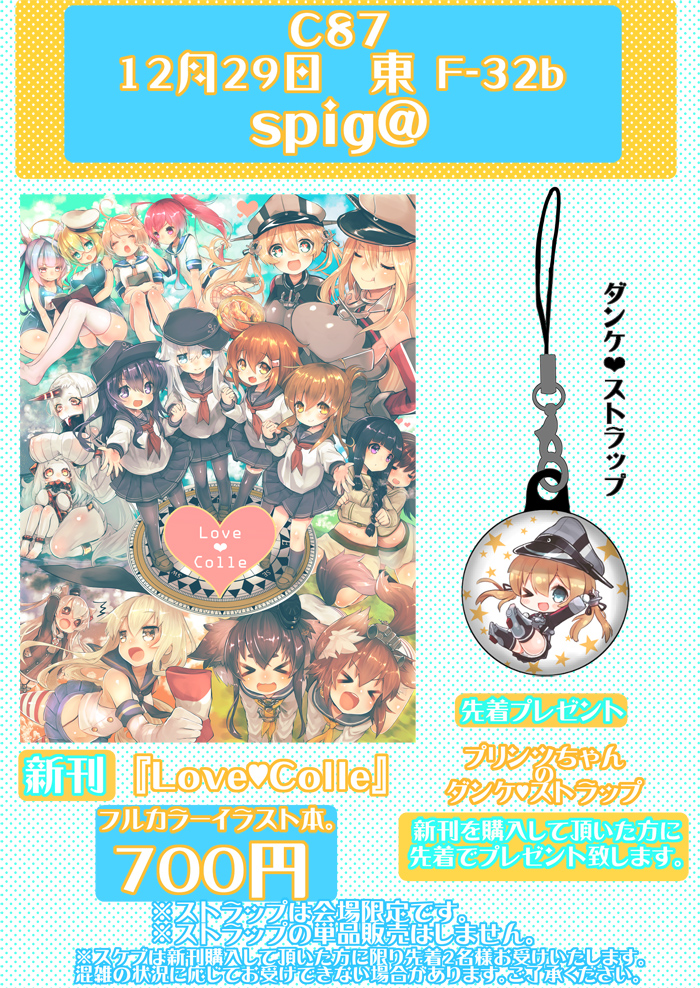 C87
12月29日 東 F-32b
spig@
ダンケ♥ストラップ
Love
♥
Colle
先着プレゼント
新刊 『Love♥Colle』
プリンツちゃん
の
ダンケ♥ストラップ
フルカラーイラスト本。
700円
新刊を購入して頂いた方に
先着でプレゼント致します。
※ストラップは会場限定です。
※ストラップの単品販売はしません。
※スケブは新刊購入して頂いた方に限り先着2名様お受けいたします。
混雑の状況に応じてお受けできない場合があります。ご了承ください。